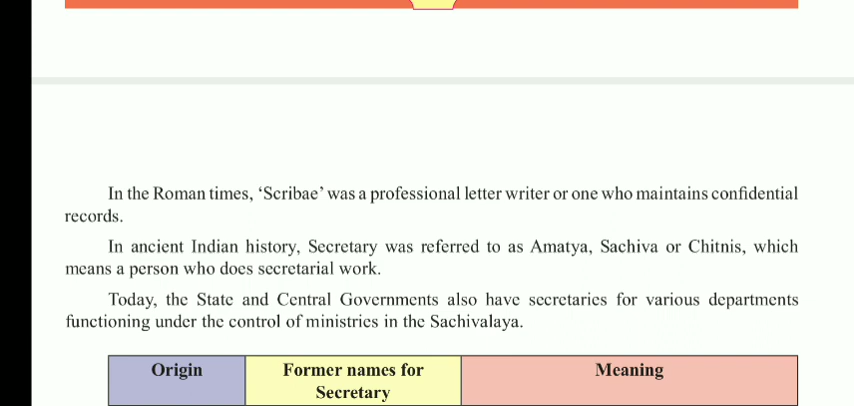 In the Roman times, ‘Scribae’ was a professional letter writer or one who maintains confidential
records.
In ancient Indian history, Secretary was referred to as Amatya, Sachiva or Chitnis, which
means a person who does secretarial work.
Today, the State and Central Governments also have secretaries for various departments
functioning under the control of ministries in the Sachivalaya.
Origin
Former names for
Secretary
Meaning